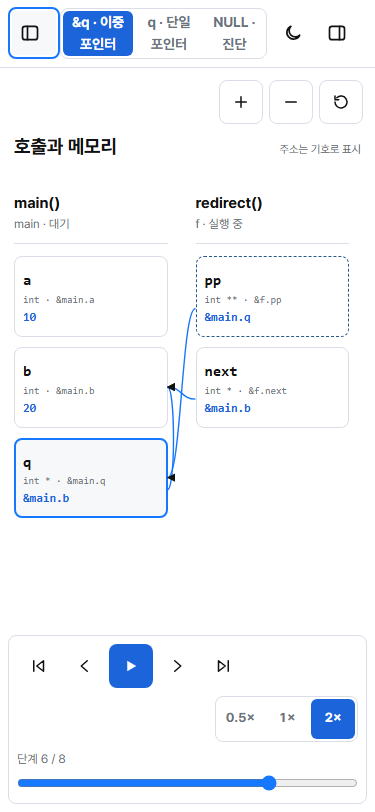 &q · 이중
포인터
q · 단일
포인터
NULL ·
진단
호출과 메모리
주소는 기호로 표시
main()
main · 대기
redirect()
f · 실행 중
a
int · &main.a
10
pp
int ** · &f.pp
&main.q
b
int · &main.b
20
next
int * · &f.next
&main.b
q
int * · &main.q
&main.b
0.5×
1×
2×
단계 6 / 8